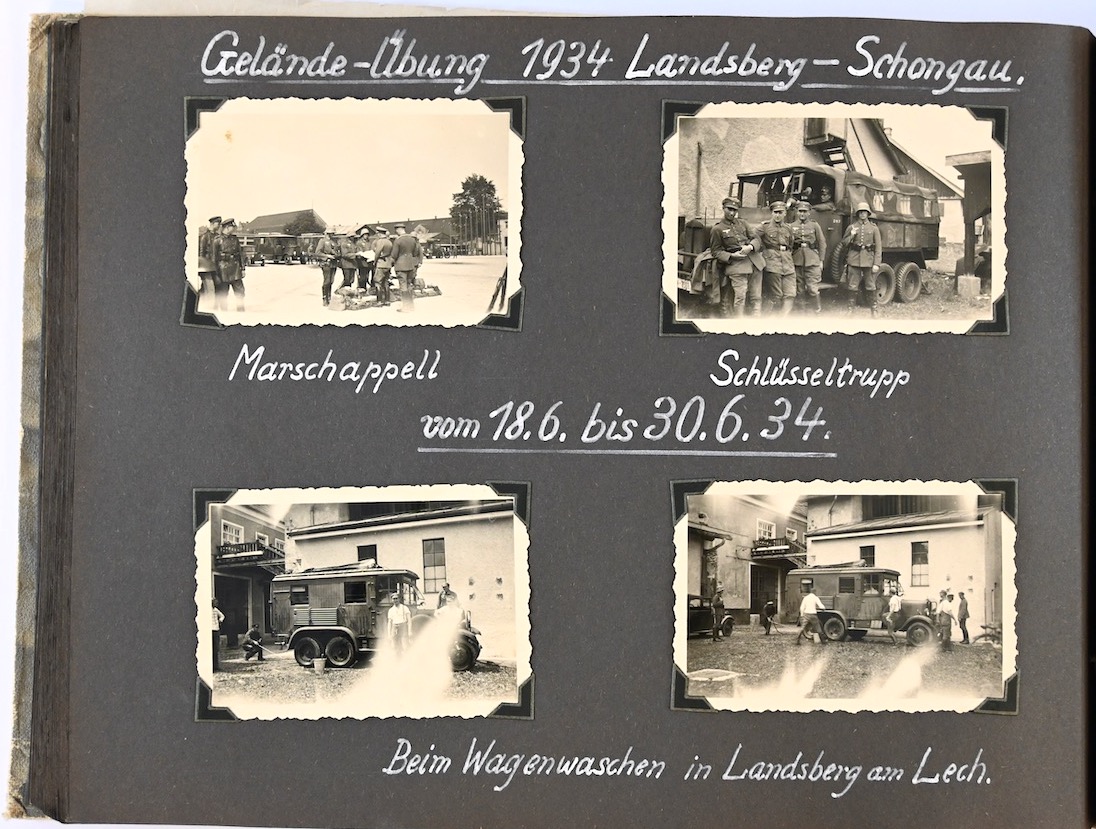 Gelände-Übung 1934 Landsberg – Schongau.
Marschappell
Schlüsseltrupp
vom 18.6. bis 30.6.34.
Beim Wagenwaschen in Landsberg am Lech.